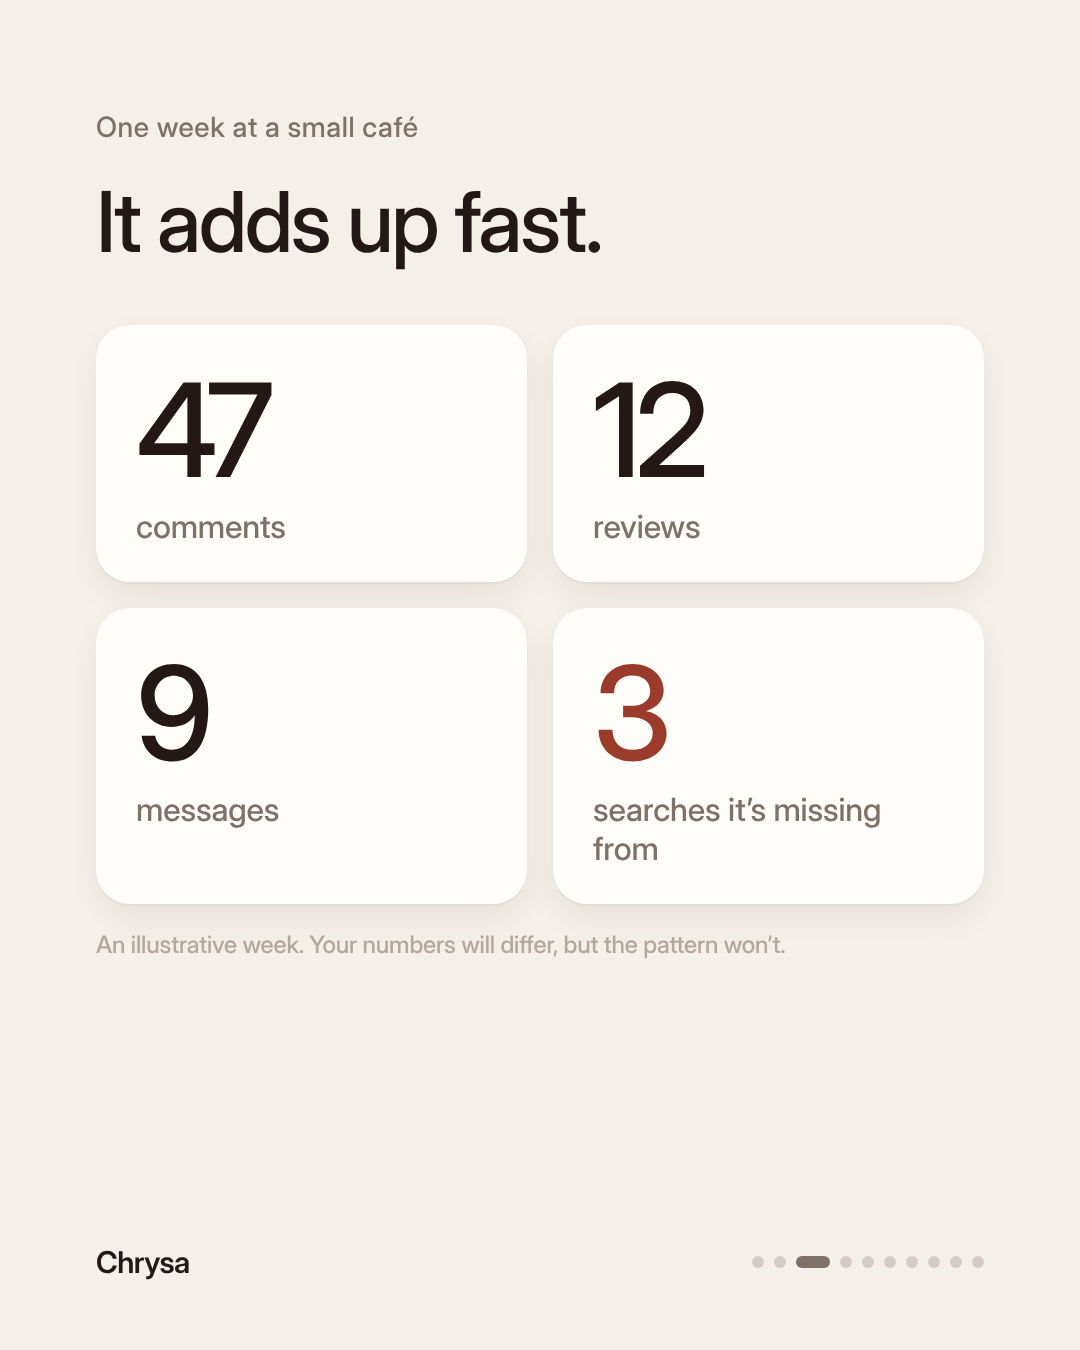 One week at a small café
It adds up fast.
47
comments
12
reviews
9
messages
3
searches it’s missing
from
An illustrative week. Your numbers will differ, but the pattern won’t.
Chrysa